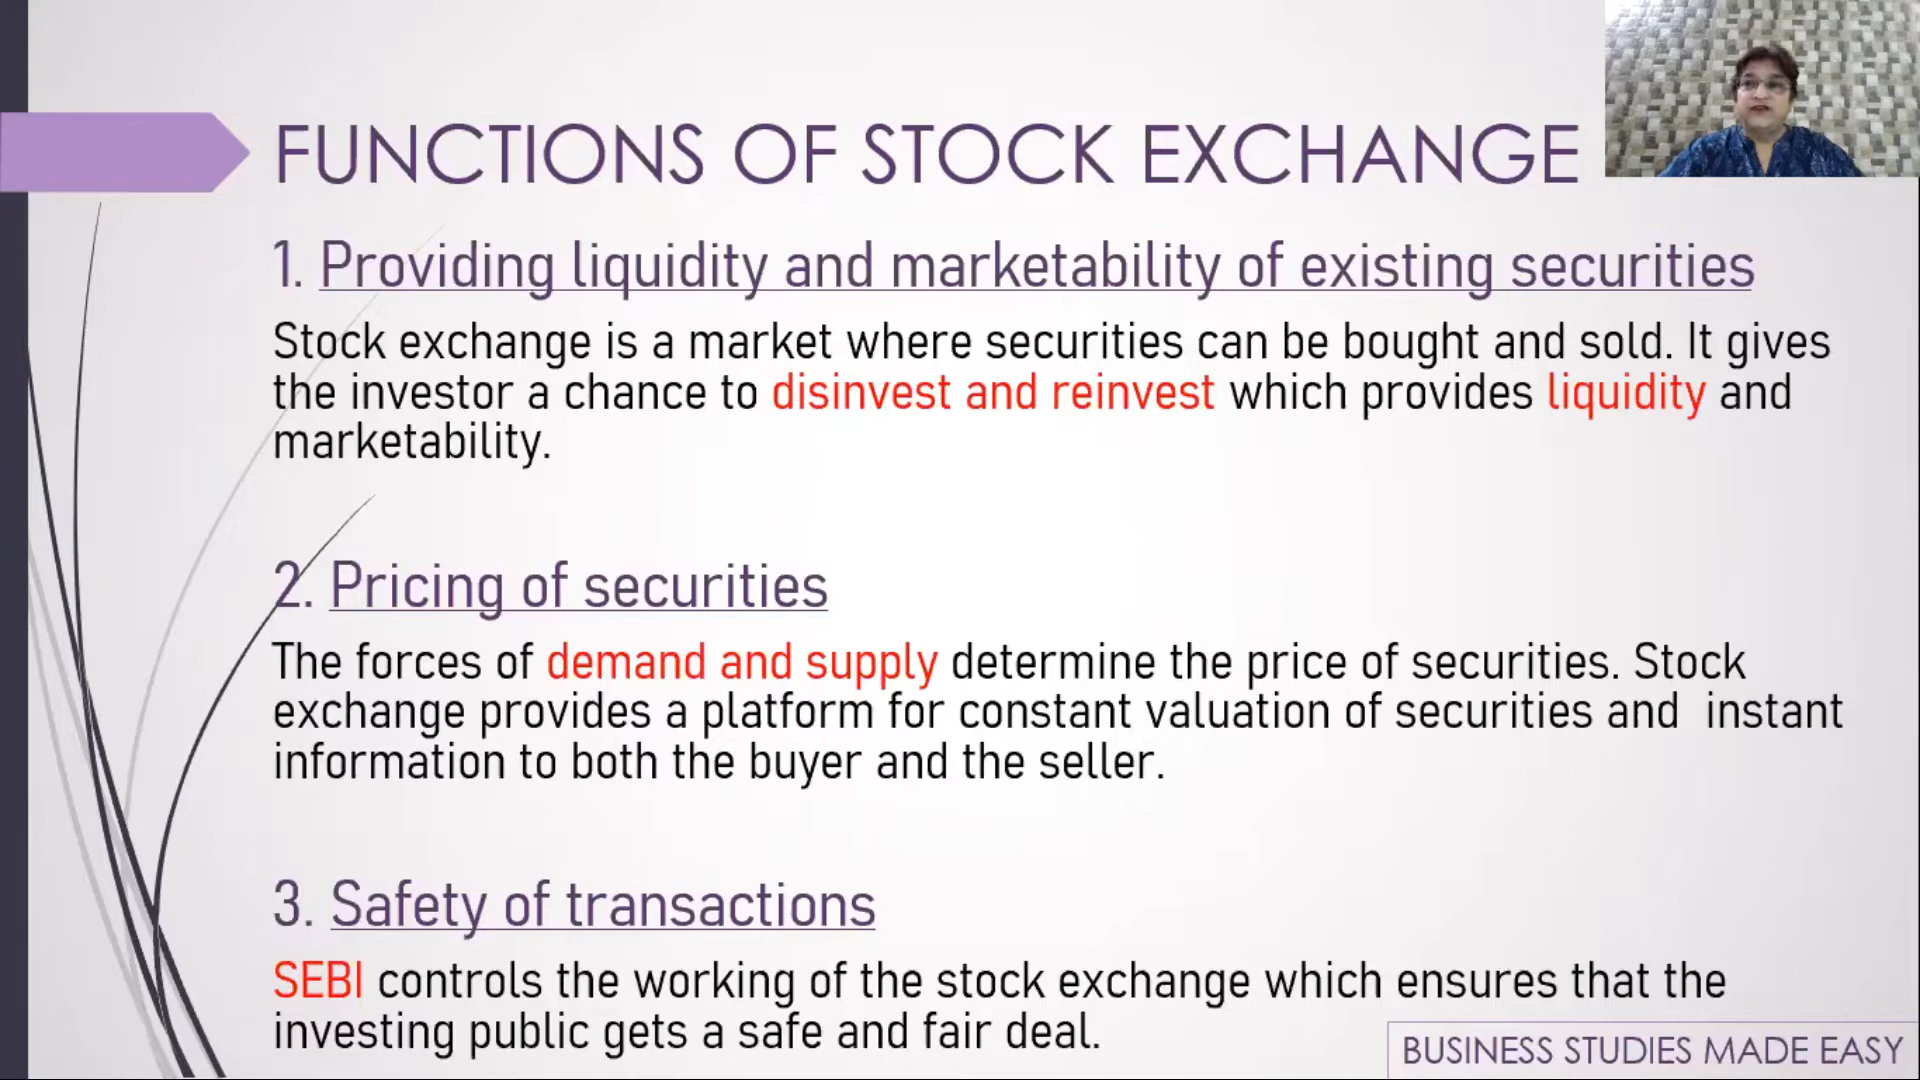 FUNCTIONS OF STOCK EXCHANGE
1. Providing liquidity and marketability of existing securities
Stock exchange is a market where securities can be bought and sold. It gives
the investor a chance to disinvest and reinvest which provides liquidity and
marketability.
2. Pricing of securities
The forces of demand and supply determine the price of securities. Stock
exchange provides a platform for constant valuation of securities and  instant
information to both the buyer and the seller.
3. Safety of transactions
SEBI controls the working of the stock exchange which ensures that the
investing public gets a safe and fair deal.
BUSINESS STUDIES MADE EASY